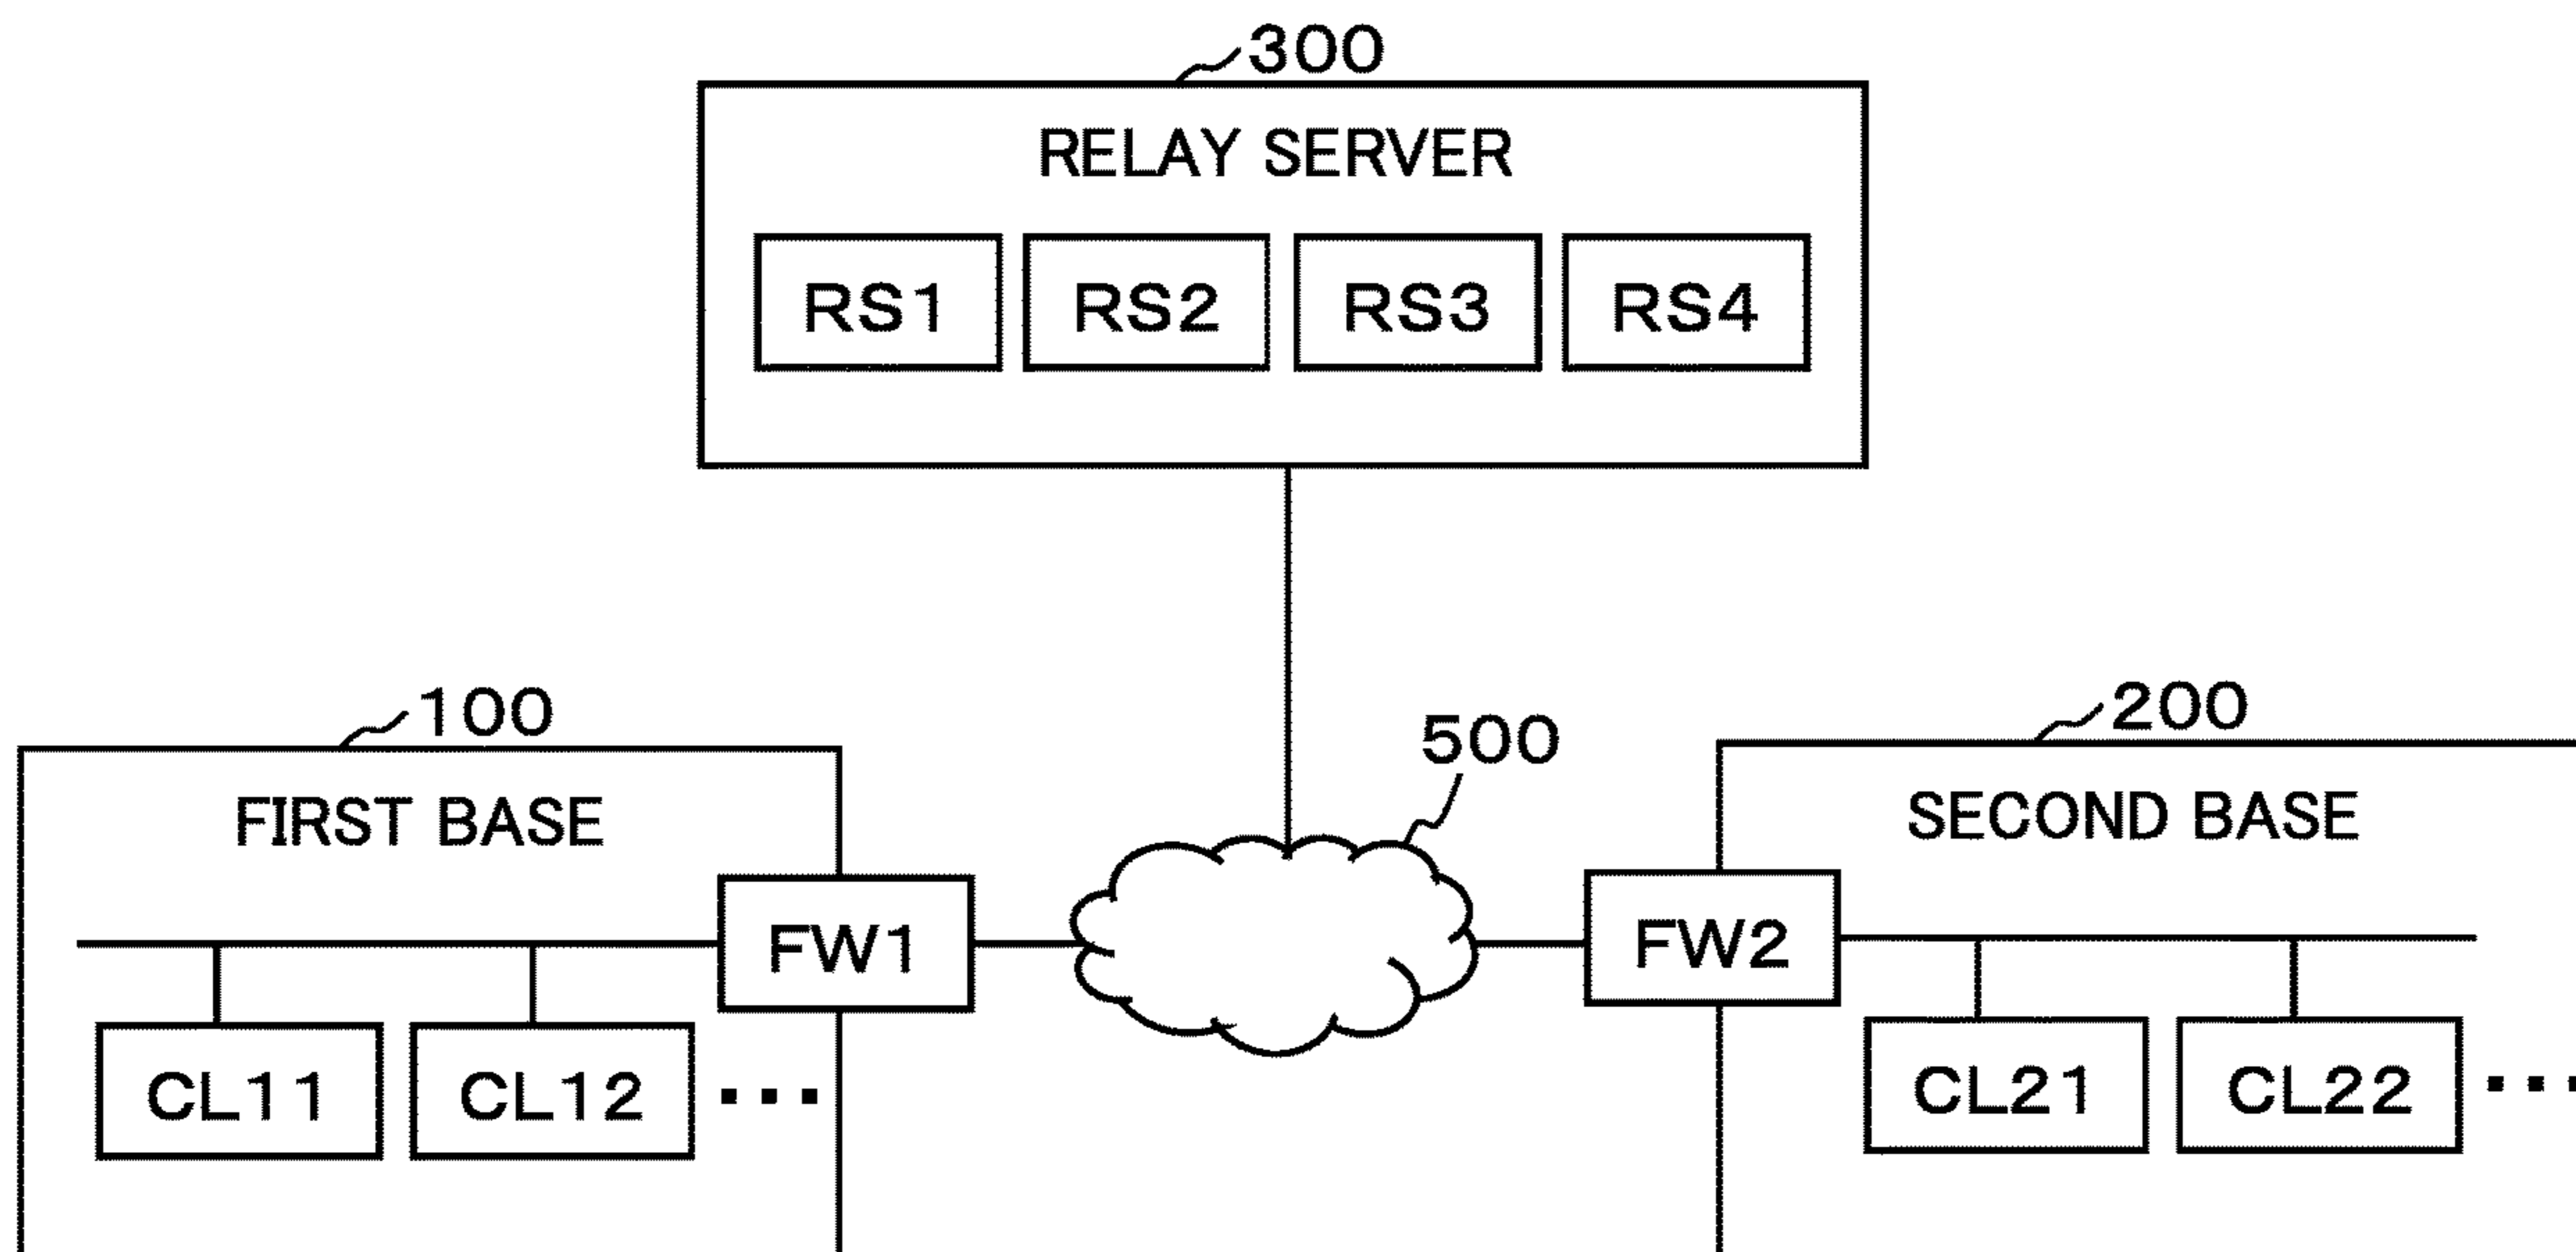 300
RELAY SERVER
RS1 RS2 RS3 RS4
100
200
500
FIRST BASE
SECOND BASE
FW1
FW2
CL11 CL12 ...
CL21 CL22 ...